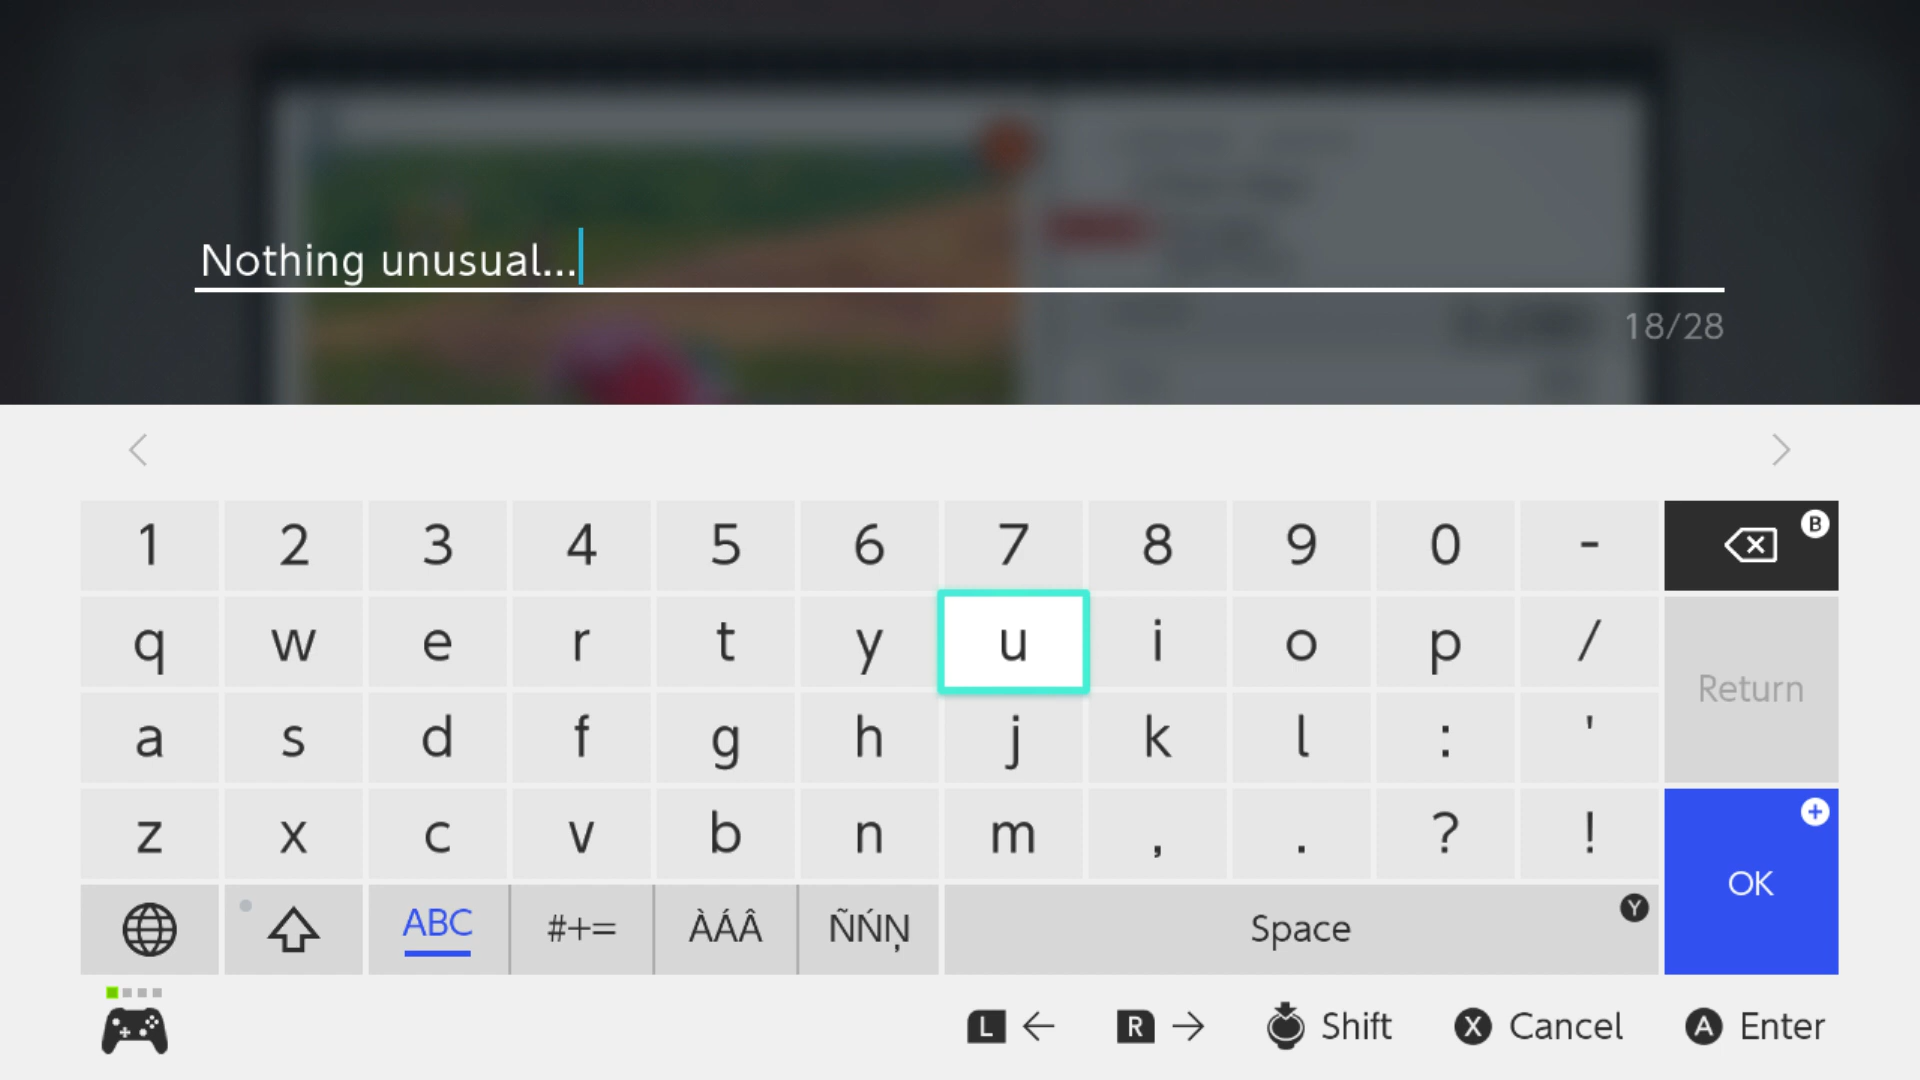 Nothing unusual...
18/28
1 2 3 4 5 6 7 8 9 0 -
B
q w e r t y u i o p /
Return
a s d f g h j k l : '
z x c v b n m , . ? !
OK
ABC #+= ÀÁÂ ÑŃŅ Space Y
L ← R → Shift X Cancel A Enter